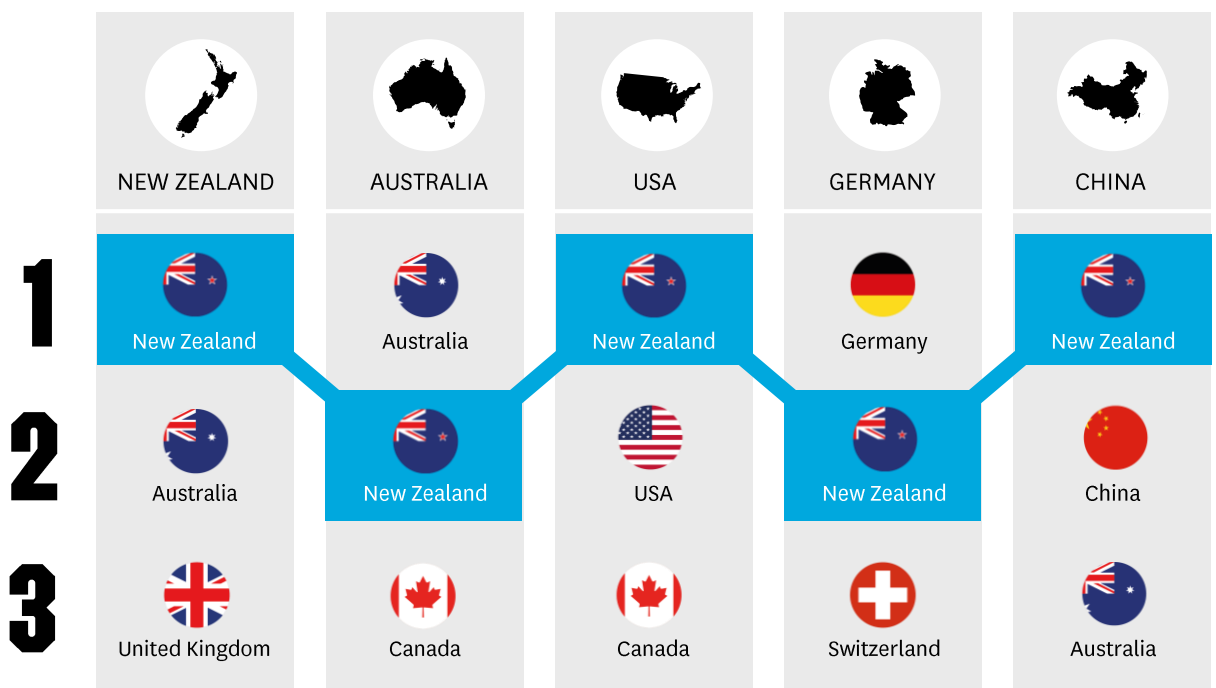 NEW ZEALAND
AUSTRALIA
USA
GERMANY
CHINA
1
New Zealand
Australia
New Zealand
Germany
New Zealand
2
Australia
New Zealand
USA
New Zealand
China
3
United Kingdom
Canada
Canada
Switzerland
Australia